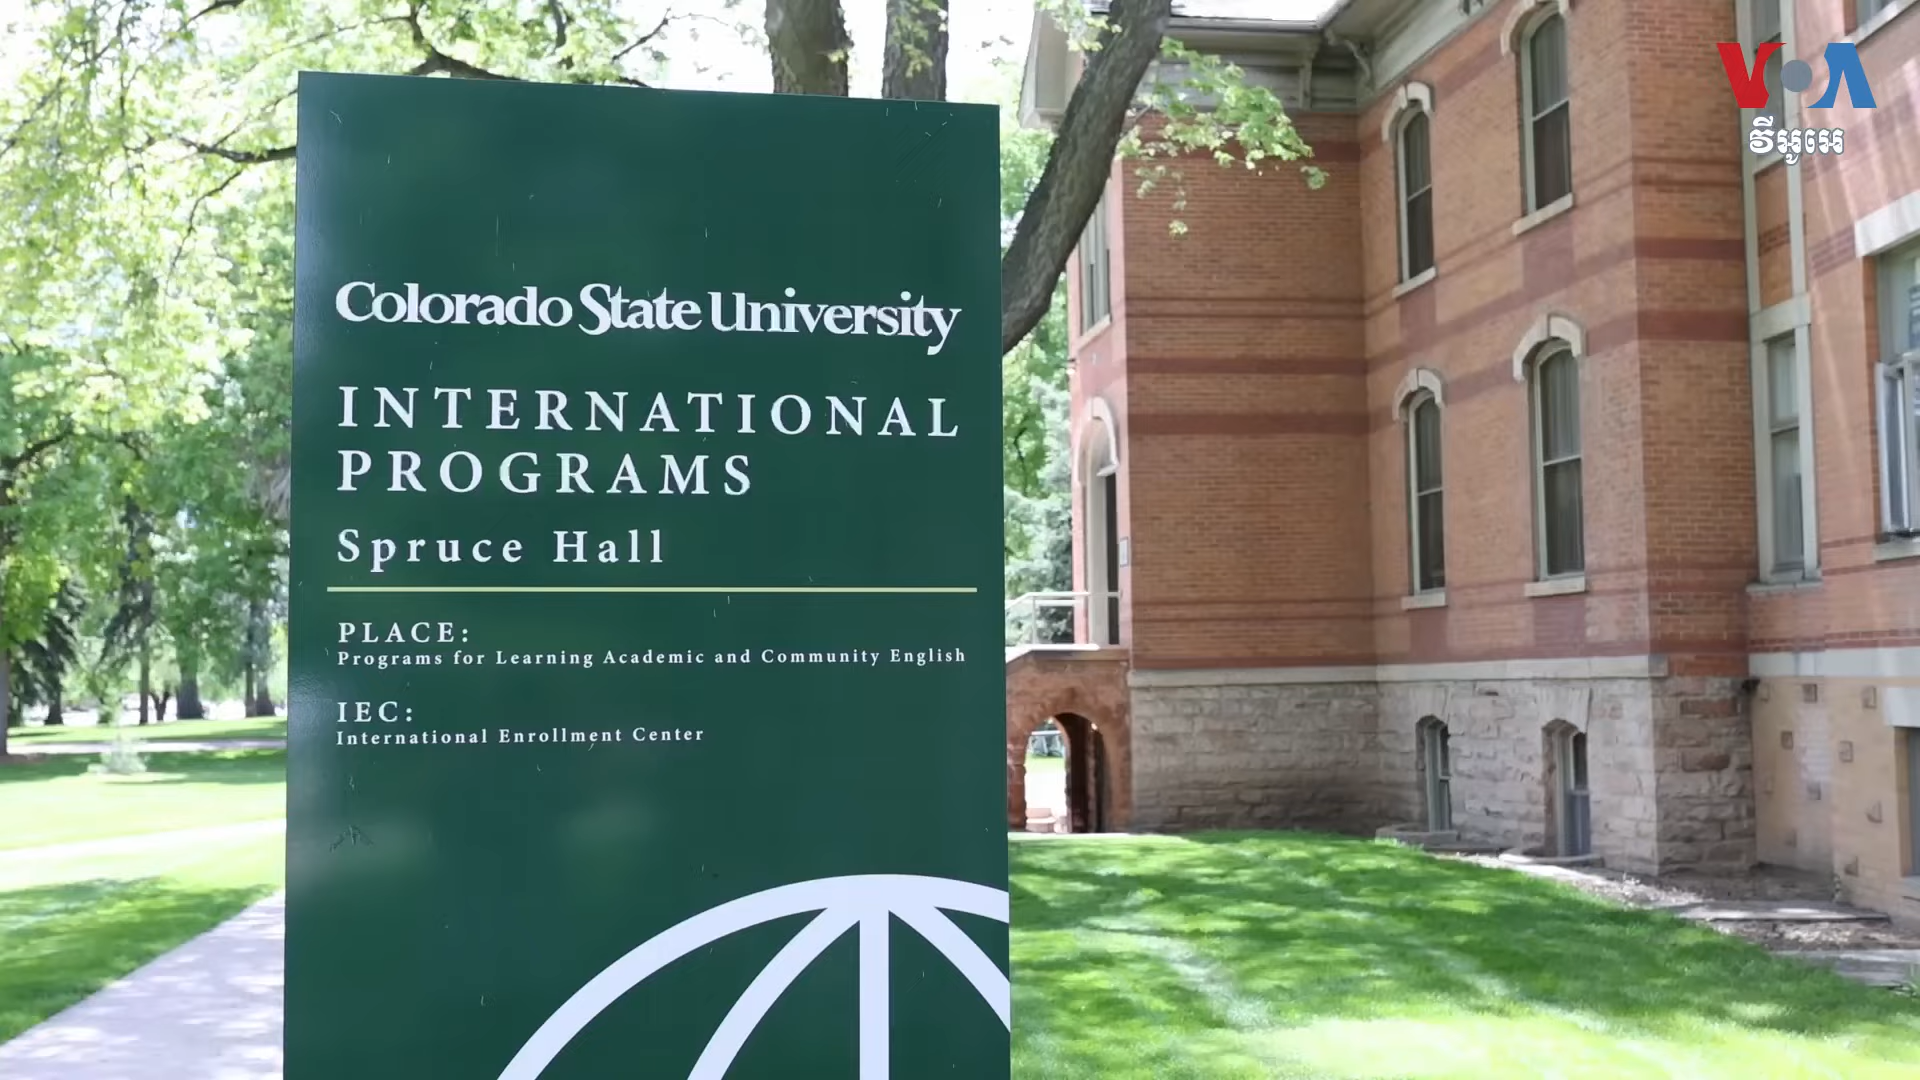 VOA
វីអូអេ
Colorado State University
INTERNATIONAL
PROGRAMS
Spruce Hall
PLACE:
Programs for Learning Academic and Community English
IEC:
International Enrollment Center